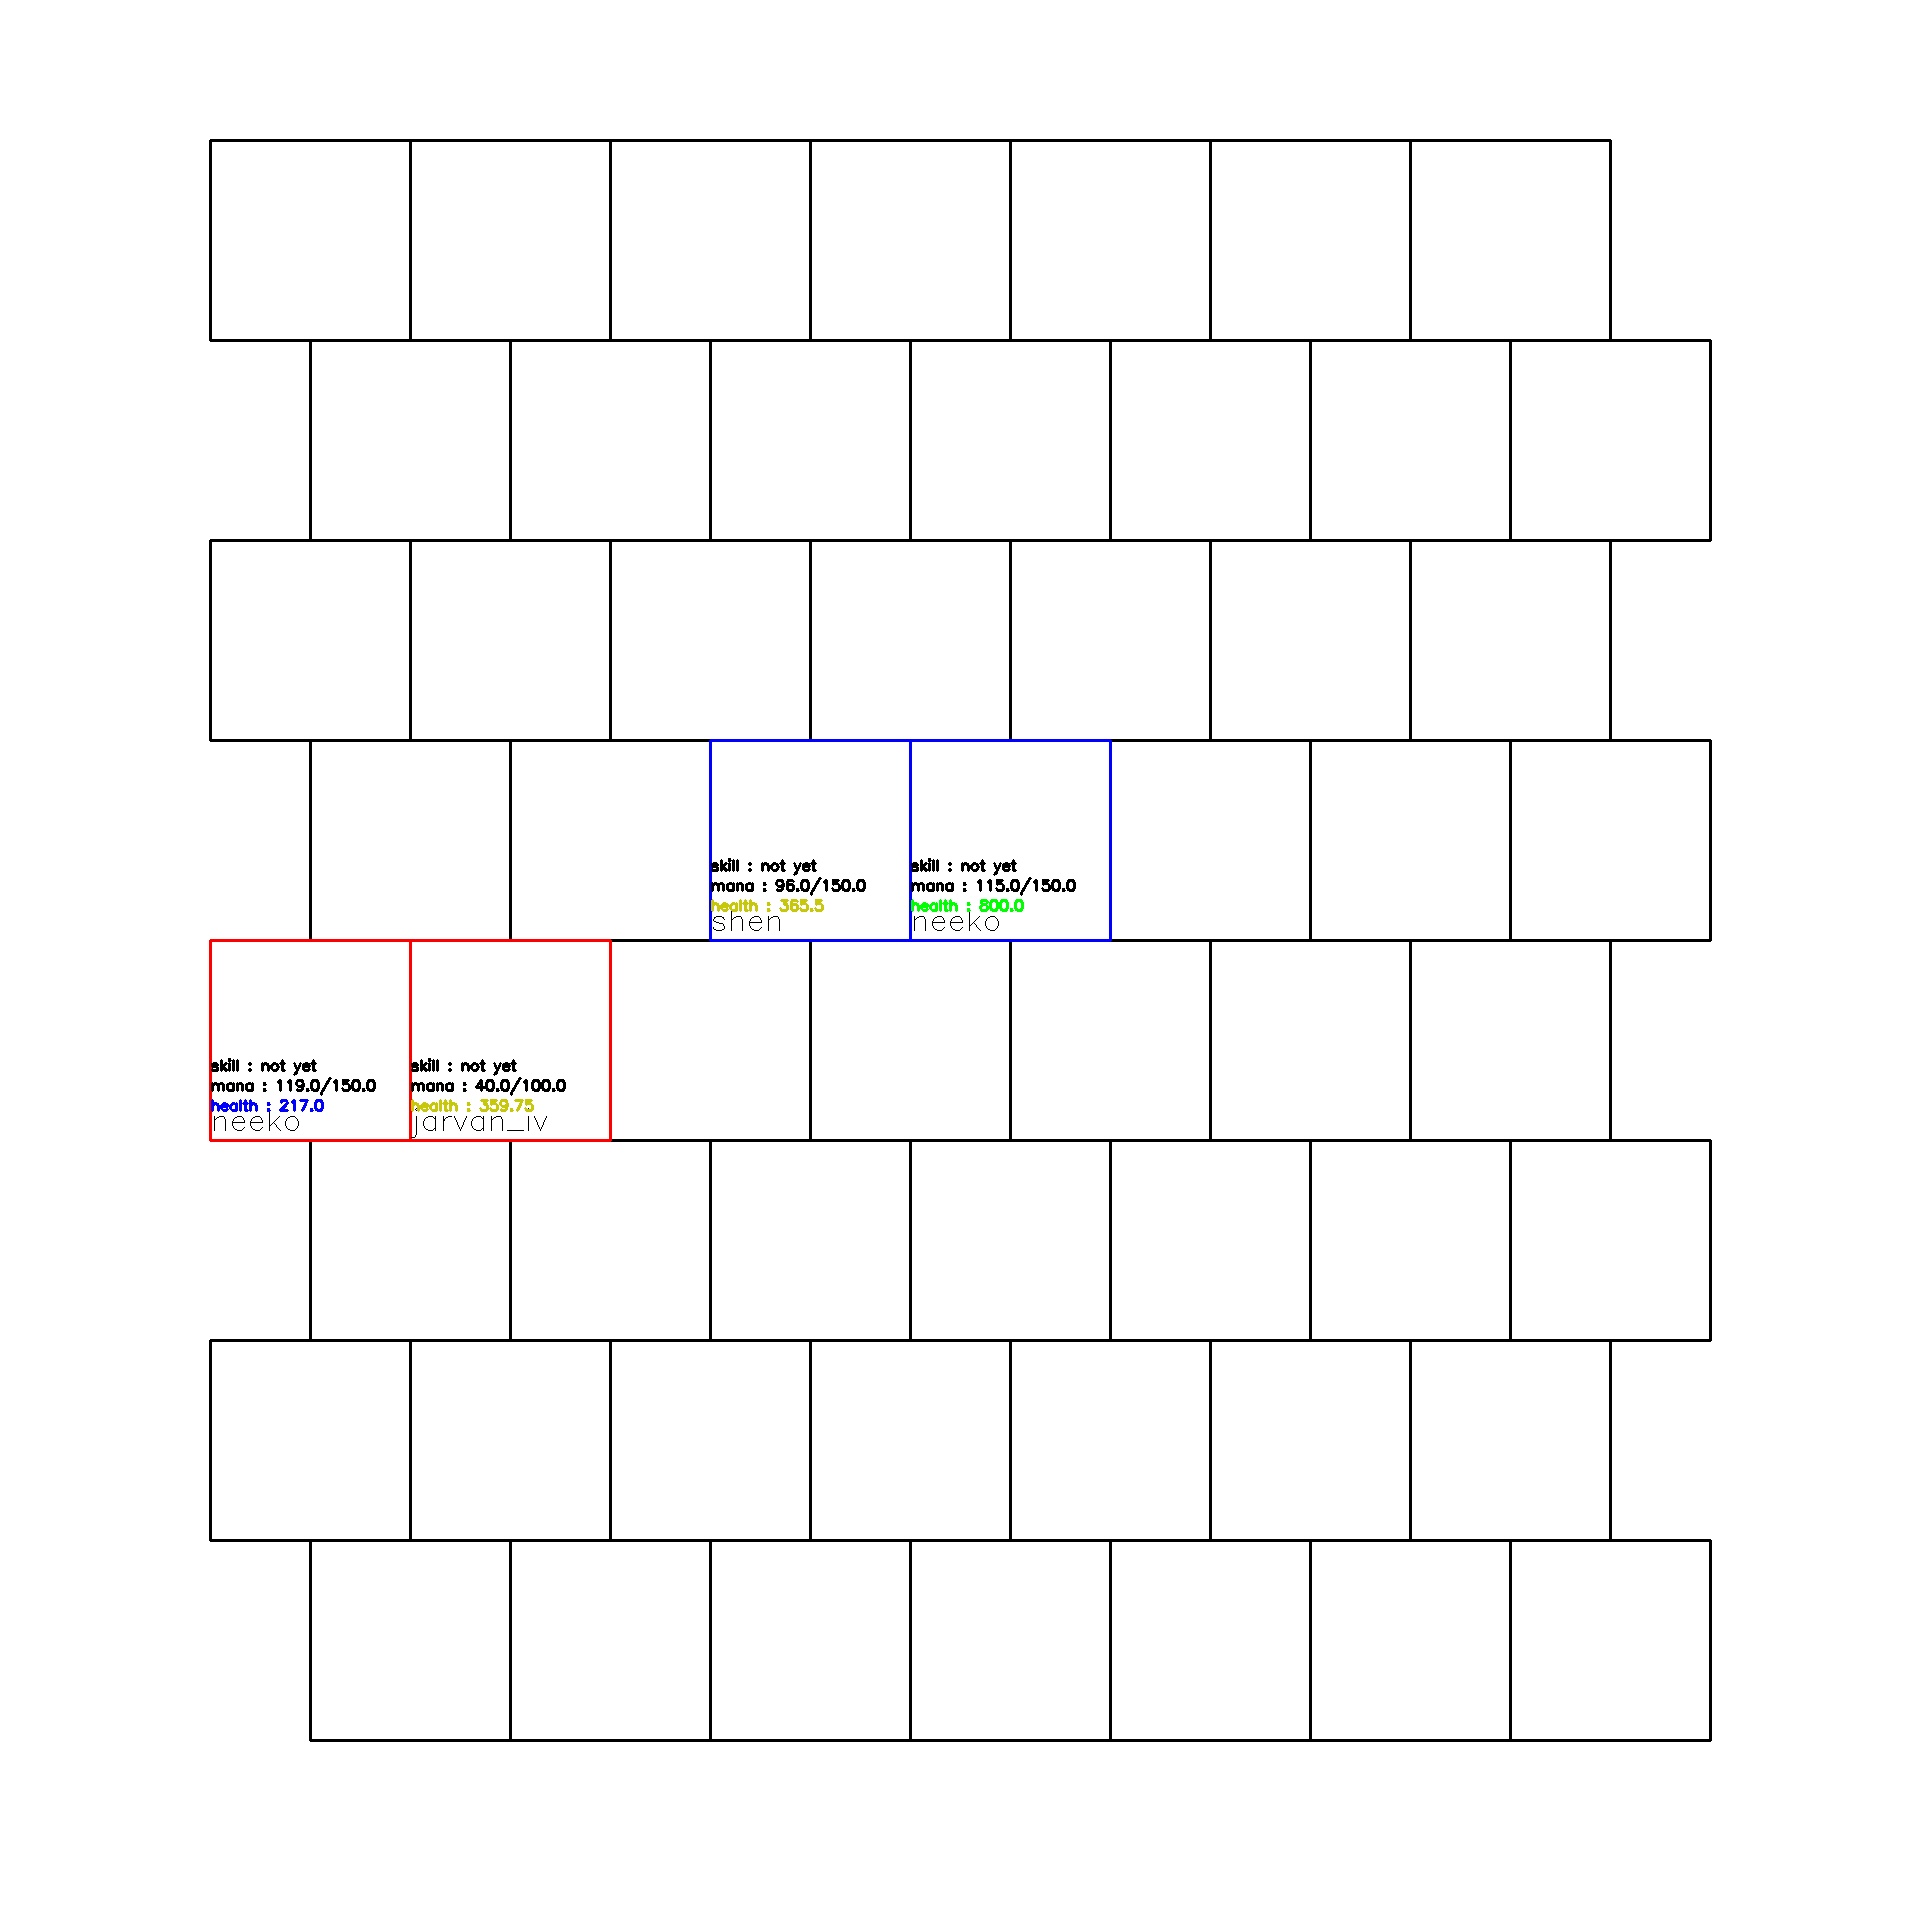 skill : not yet
mana : 96.0/150.0
health : 365.5
shen
skill : not yet
mana : 115.0/150.0
health : 800.0
neeko
skill : not yet
mana : 119.0/150.0
health : 217.0
neeko
skill : not yet
mana : 40.0/100.0
health : 359.75
jarvan_iv